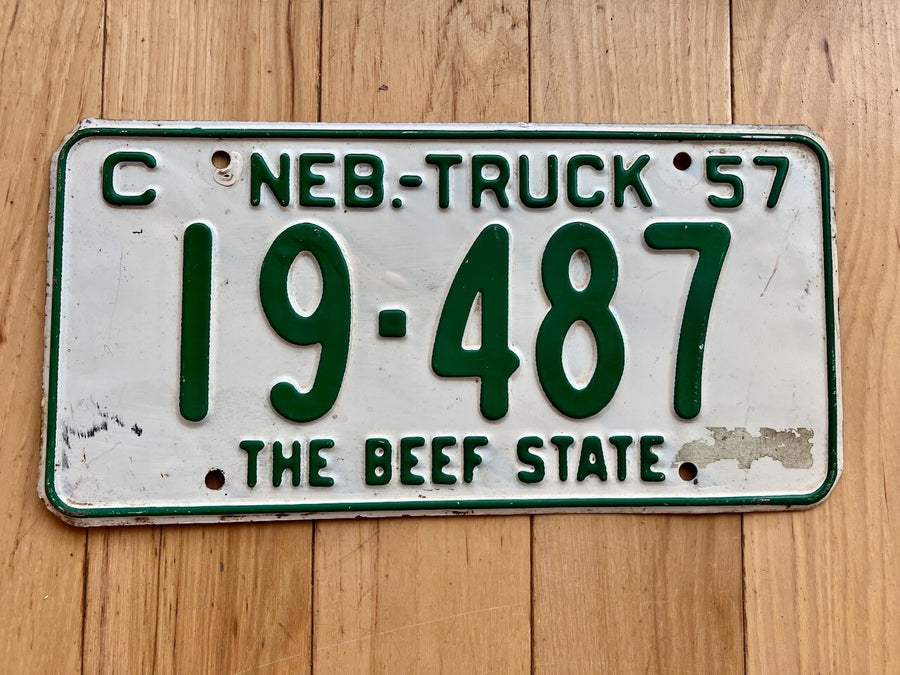 C NEB.-TRUCK 57
19-487
THE BEEF STATE